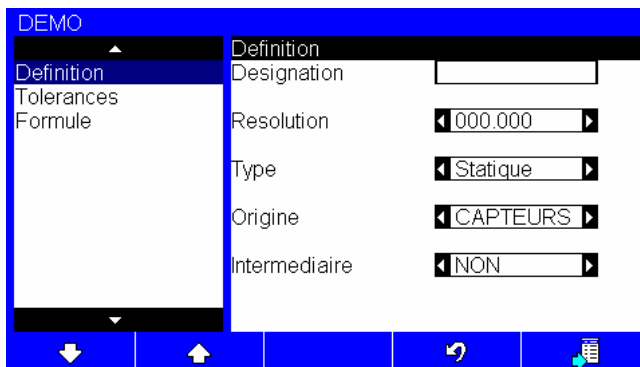 DEMO
Definition
Tolerances
Formule
Definition
Designation
Resolution 000.000
Type Statique
Origine CAPTEURS
Intermediaire NON